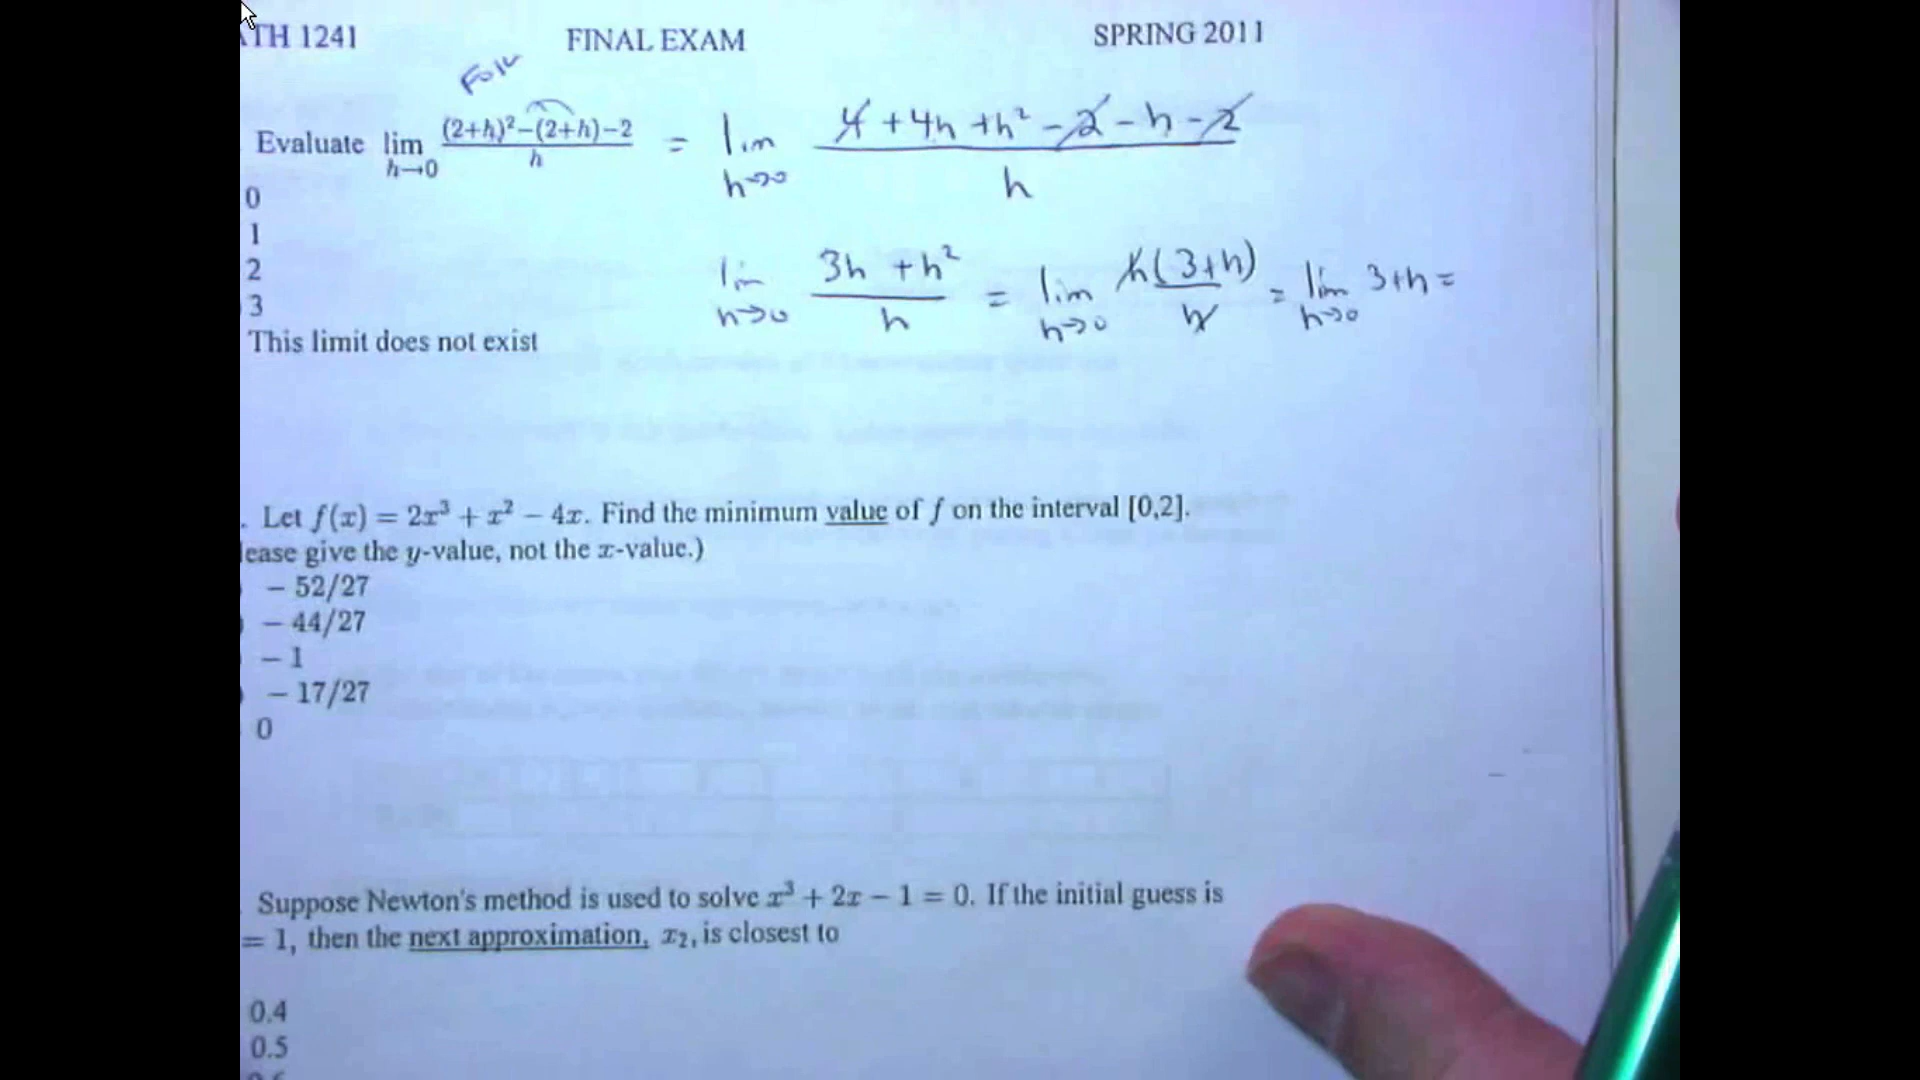 TH 1241 FINAL EXAM SPRING 2011
FOIL
Evaluate lim h→0 (2+h)²−(2+h)−2 / h = lim h→0 4 + 4h + h² − 2 − h − 2 / h
0
1
2
3
lim h→0 3h + h² / h = lim h→0 h(3+h) / h = lim h→0 3+h =
This limit does not exist
. Let f(x) = 2x³ + x² − 4x. Find the minimum value of f on the interval [0,2].
lease give the y-value, not the x-value.)
− 52/27
− 44/27
− 1
− 17/27
0
Suppose Newton's method is used to solve x³ + 2x − 1 = 0. If the initial guess is
= 1, then the next approximation, x₂, is closest to
0.4
0.5